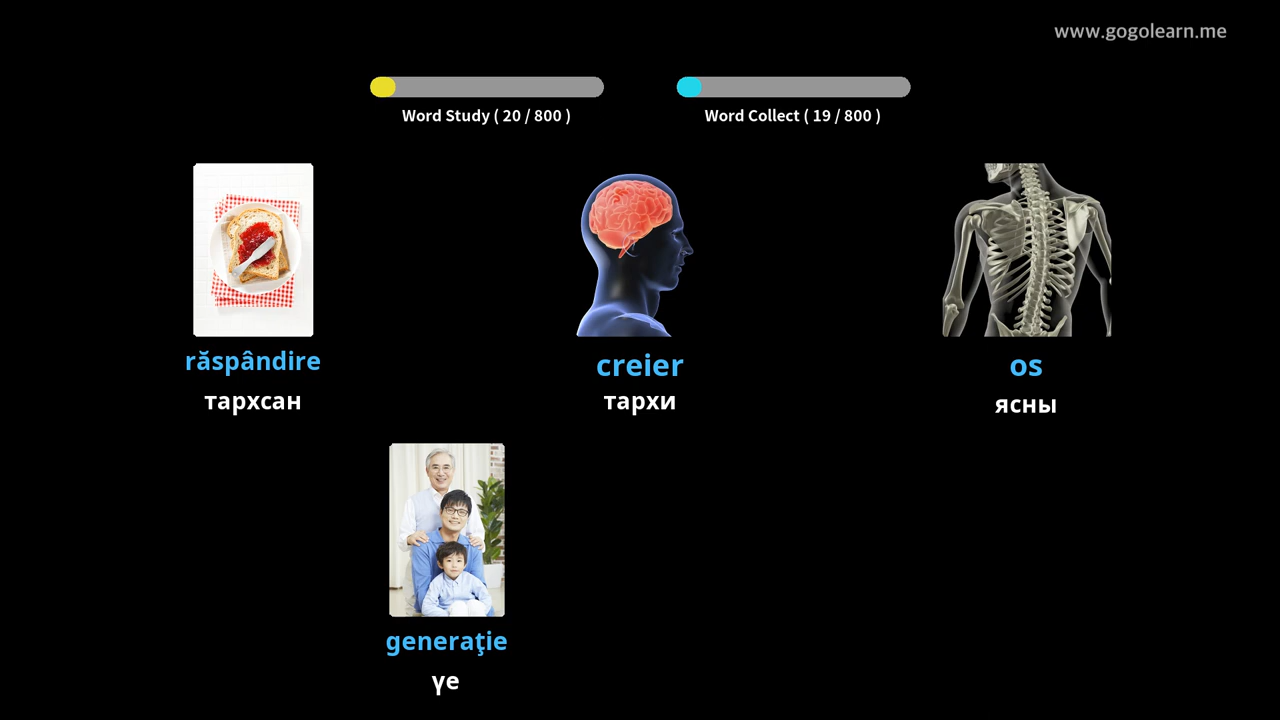 www.gogolearn.me
Word Study ( 20 / 800 )
Word Collect ( 19 / 800 )
răspândire
тархсан
creier
тархи
os
ясны
generaţie
үе